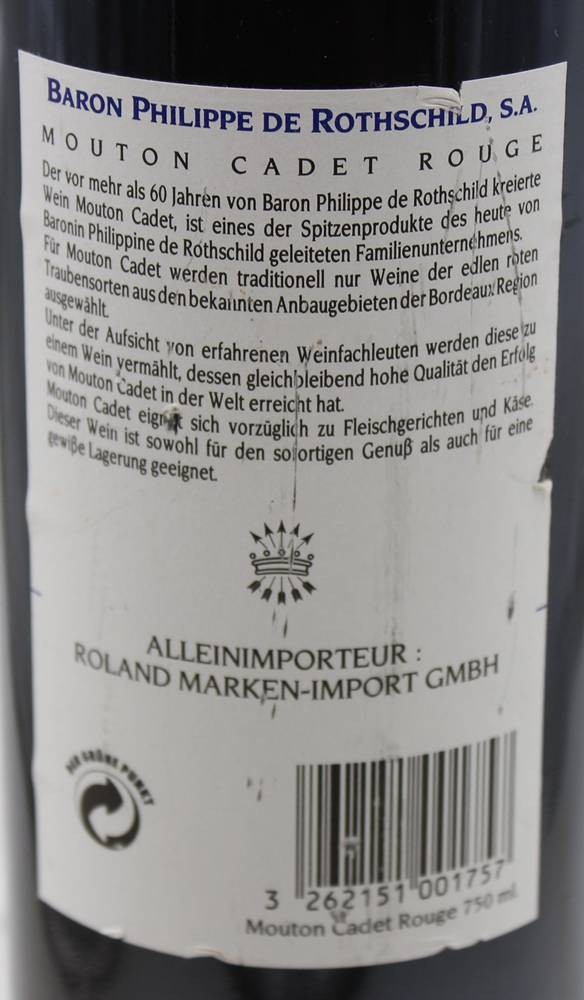 BARON PHILIPPE DE ROTHSCHILD, S.A.
MOUTON CADET ROUGE
Der vor mehr als 60 Jahren von Baron Philippe de Rothschild kreierte
Wein Mouton Cadet, ist eines der Spitzenprodukte des heute von
Baronin Philippine de Rothschild geleiteten Familienunternehmens.
Für Mouton Cadet werden traditionell nur Weine der edlen roten
Traubensorten aus den bekannten Anbaugebieten der Bordeaux Region
ausgewählt.
Unter der Aufsicht von erfahrenen Weinfachleuten werden diese zu
einem Wein vermählt, dessen gleichbleibend hohe Qualität den Erfolg
von Mouton Cadet in der Welt erreicht hat.
Mouton Cadet eignet sich vorzüglich zu Fleischgerichten und Käse.
Dieser Wein ist sowohl für den sofortigen Genuß als auch für eine
gewiße Lagerung geeignet.
ALLEINIMPORTEUR :
ROLAND MARKEN-IMPORT GMBH
DER GRÜNE PUNKT
3 262151 001757
Mouton Cadet Rouge 750 ml